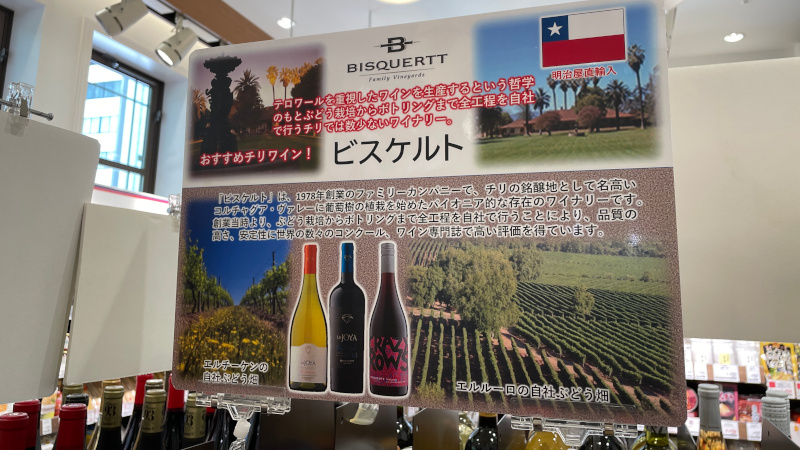 B
BISQUERTT
Family Vineyards
明治屋直輸入
テロワールを重視したワインを生産するという哲学
のもとぶどう栽培からボトリングまで全工程を自社
で行うチリでは数少ないワイナリー。
おすすめチリワイン！
ビスケルト
「ビスケルト」は、1978年創業のファミリーカンパニーで、チリの銘醸地として名高い
コルチャグア・ヴァレーに葡萄樹の植栽を始めたパイオニア的な存在のワイナリーです。
創業当時より、ぶどう栽培からボトリングまで全工程を自社で行うことにより、品質の
高さ、安定性に世界の数々のコンクール、ワイン専門誌で高い評価を得ています。
LA JOYA
LA JOYA
CRAZY
ROWS
エルチーケンの
自社ぶどう畑
エルルーロの自社ぶどう畑